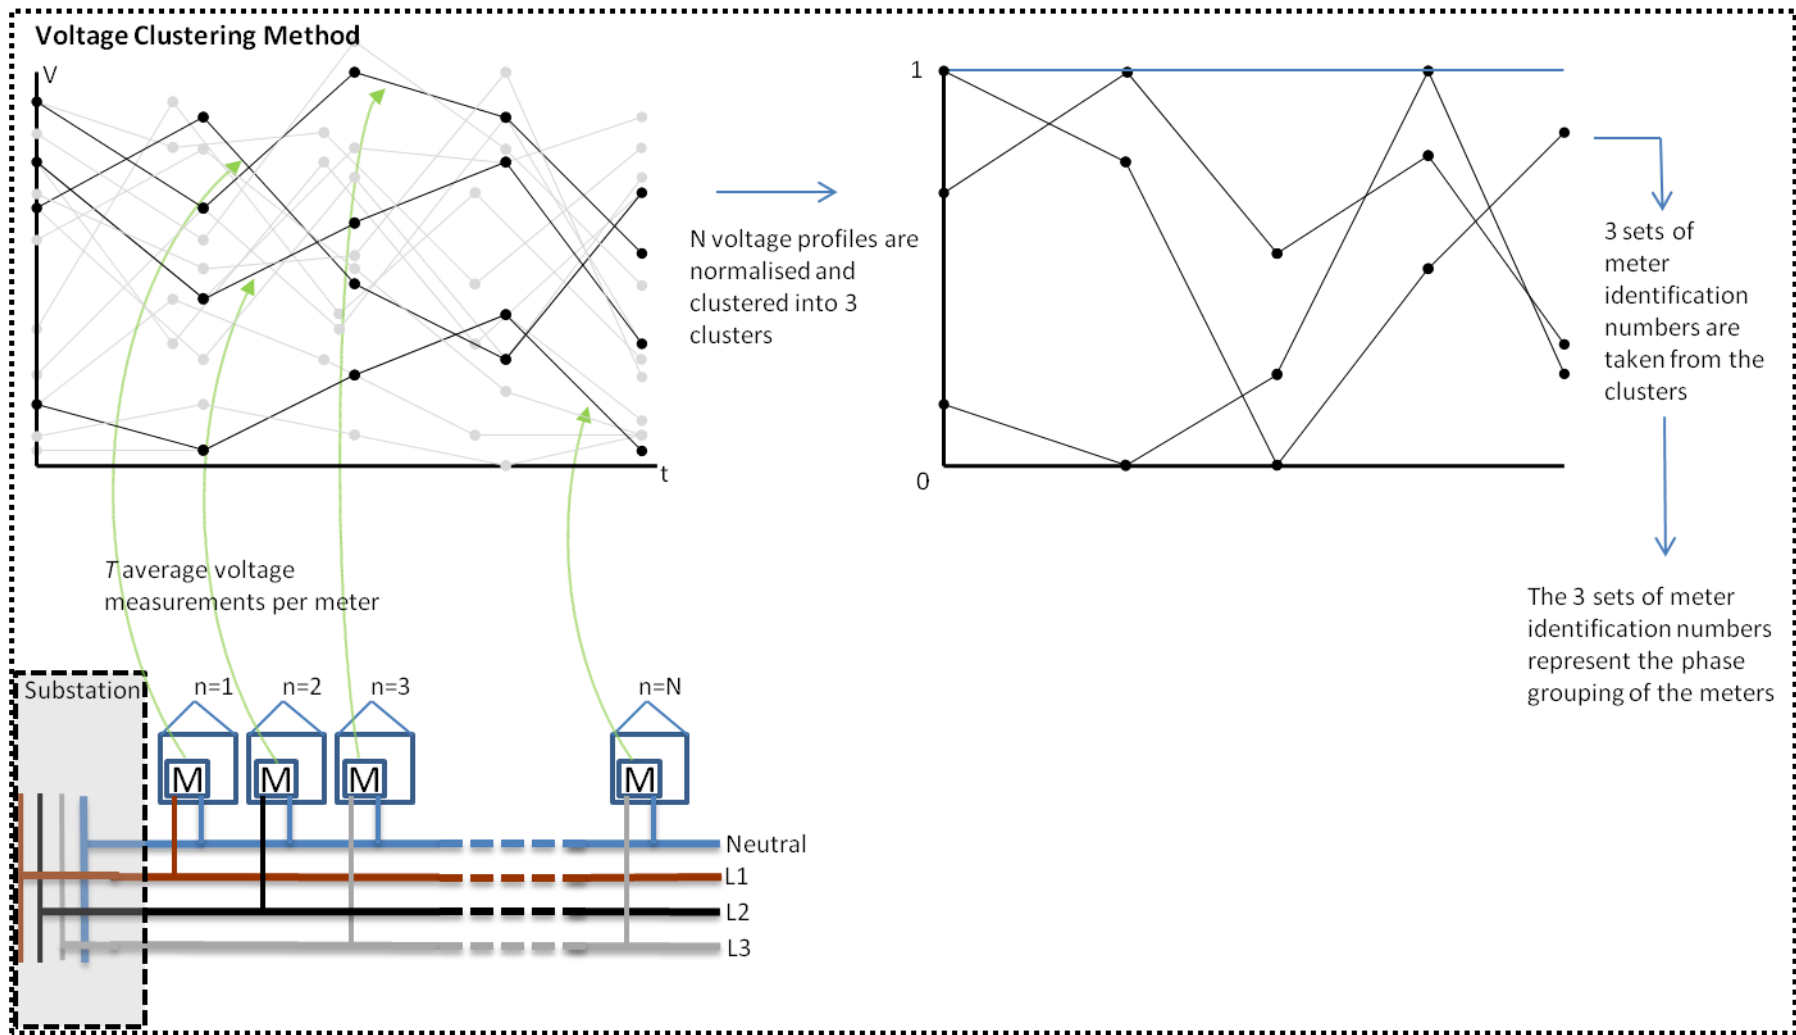 Voltage Clustering Method
V
t
N voltage profiles are
normalised and
clustered into 3
clusters
1
0
3 sets of
meter
identification
numbers are
taken from the
clusters
The 3 sets of meter
identification numbers
represent the phase
grouping of the meters
T average voltage
measurements per meter
Substation
n=1
n=2
n=3
n=N
M
M
M
M
Neutral
L1
L2
L3